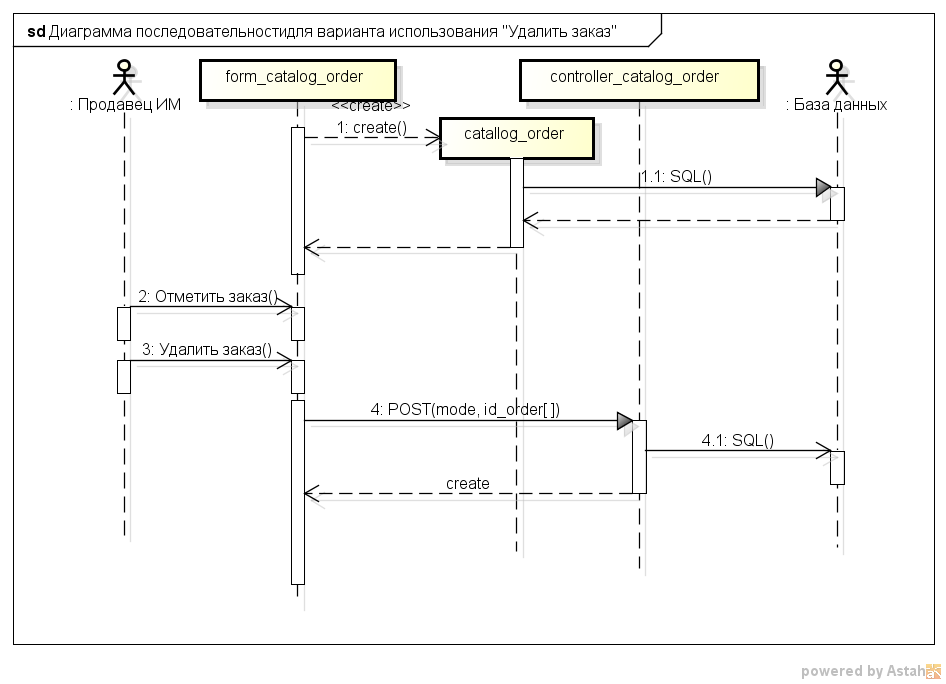 sd Диаграмма последовательностидля варианта использования "Удалить заказ"
: Продавец ИМ
form_catalog_order
controller_catalog_order
: База данных
<<create>>
1: create()
catallog_order
1.1: SQL()
2: Отметить заказ()
3: Удалить заказ()
4: POST(mode, id_order[ ])
4.1: SQL()
create
powered by Astah